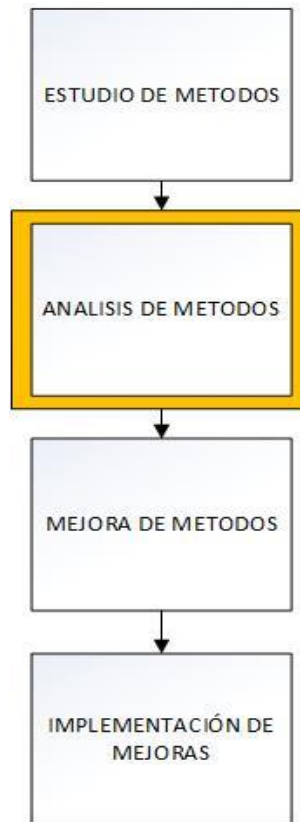 ESTUDIO DE METODOS
ANALISIS DE METODOS
MEJORA DE METODOS
IMPLEMENTACIÓN DE
MEJORAS